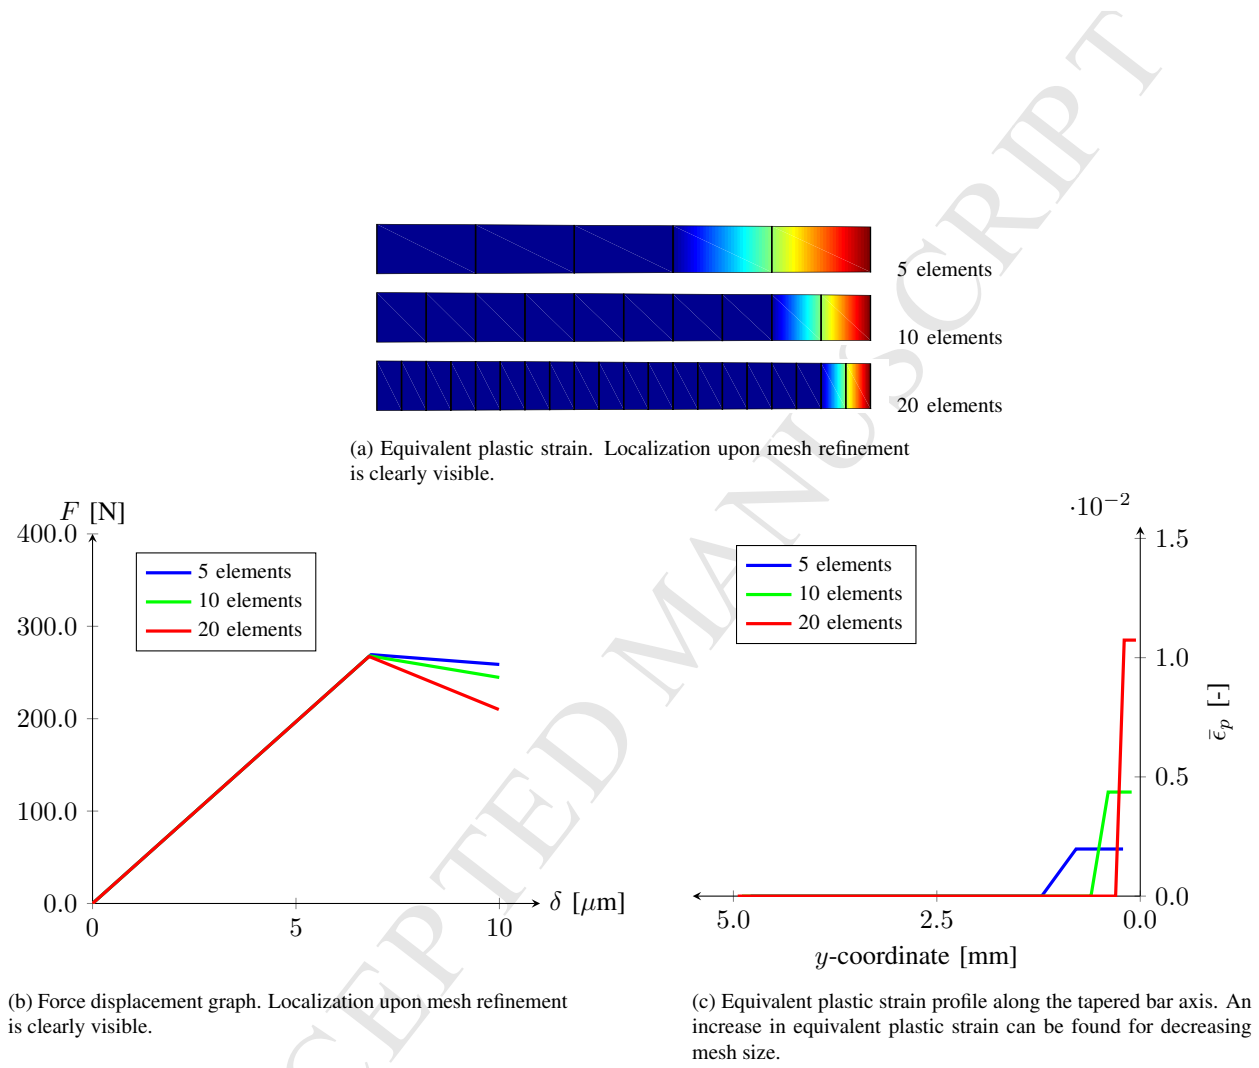 ACCEPTED MANUSCRIPT
5 elements
10 elements
20 elements
(a) Equivalent plastic strain. Localization upon mesh refinement
is clearly visible.
F [N]
400.0
300.0
200.0
100.0
0.0
0
5
10
δ [μm]
5 elements
10 elements
20 elements
(b) Force displacement graph. Localization upon mesh refinement
is clearly visible.
·10⁻²
1.5
1.0
0.5
0.0
ϵ̄ₚ [-]
5 elements
10 elements
20 elements
5.0
2.5
0.0
y-coordinate [mm]
(c) Equivalent plastic strain profile along the tapered bar axis. An
increase in equivalent plastic strain can be found for decreasing
mesh size.